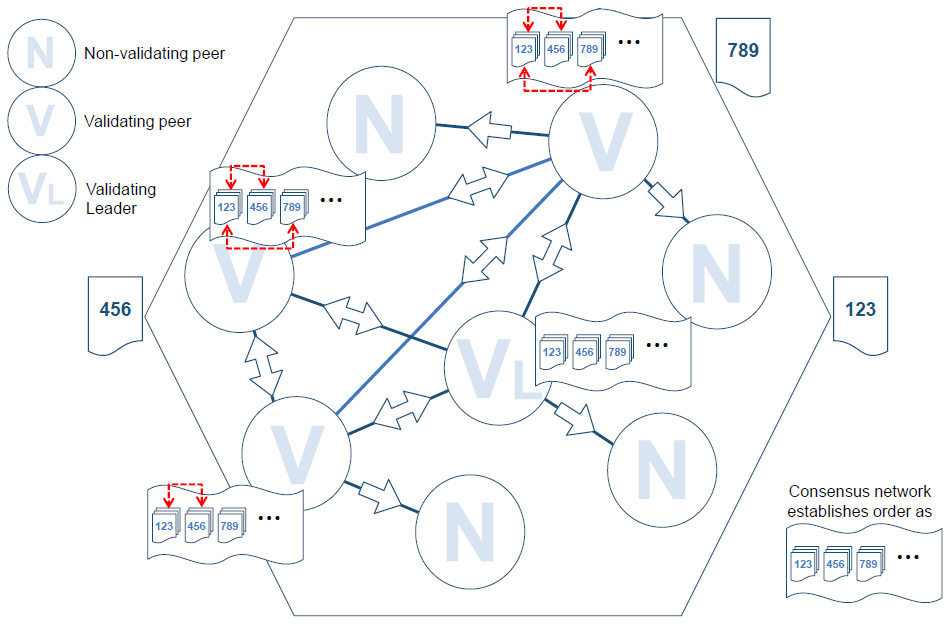 N Non-validating peer
V Validating peer
VL Validating
Leader
123 456 789 •••
789
N
V
123 456 789 •••
V
N
456
123
123 456 789 •••
VL
V
N
N
123 456 789 •••
Consensus network
establishes order as
123 456 789 •••